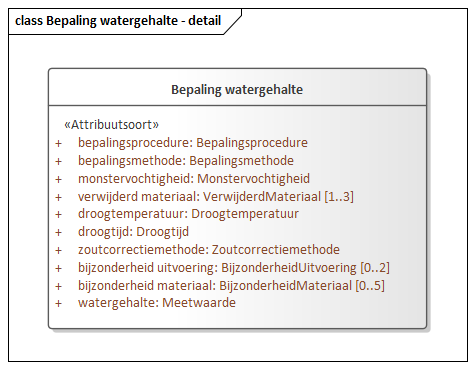 class Bepaling watergehalte - detail
Bepaling watergehalte
«Attribuutsoort»
+ bepalingsprocedure: Bepalingsprocedure
+ bepalingsmethode: Bepalingsmethode
+ monstervochtigheid: Monstervochtigheid
+ verwijderd materiaal: VerwijderdMateriaal [1..3]
+ droogtemperatuur: Droogtemperatuur
+ droogtijd: Droogtijd
+ zoutcorrectiemethode: Zoutcorrectiemethode
+ bijzonderheid uitvoering: BijzonderheidUitvoering [0..2]
+ bijzonderheid materiaal: BijzonderheidMateriaal [0..5]
+ watergehalte: Meetwaarde